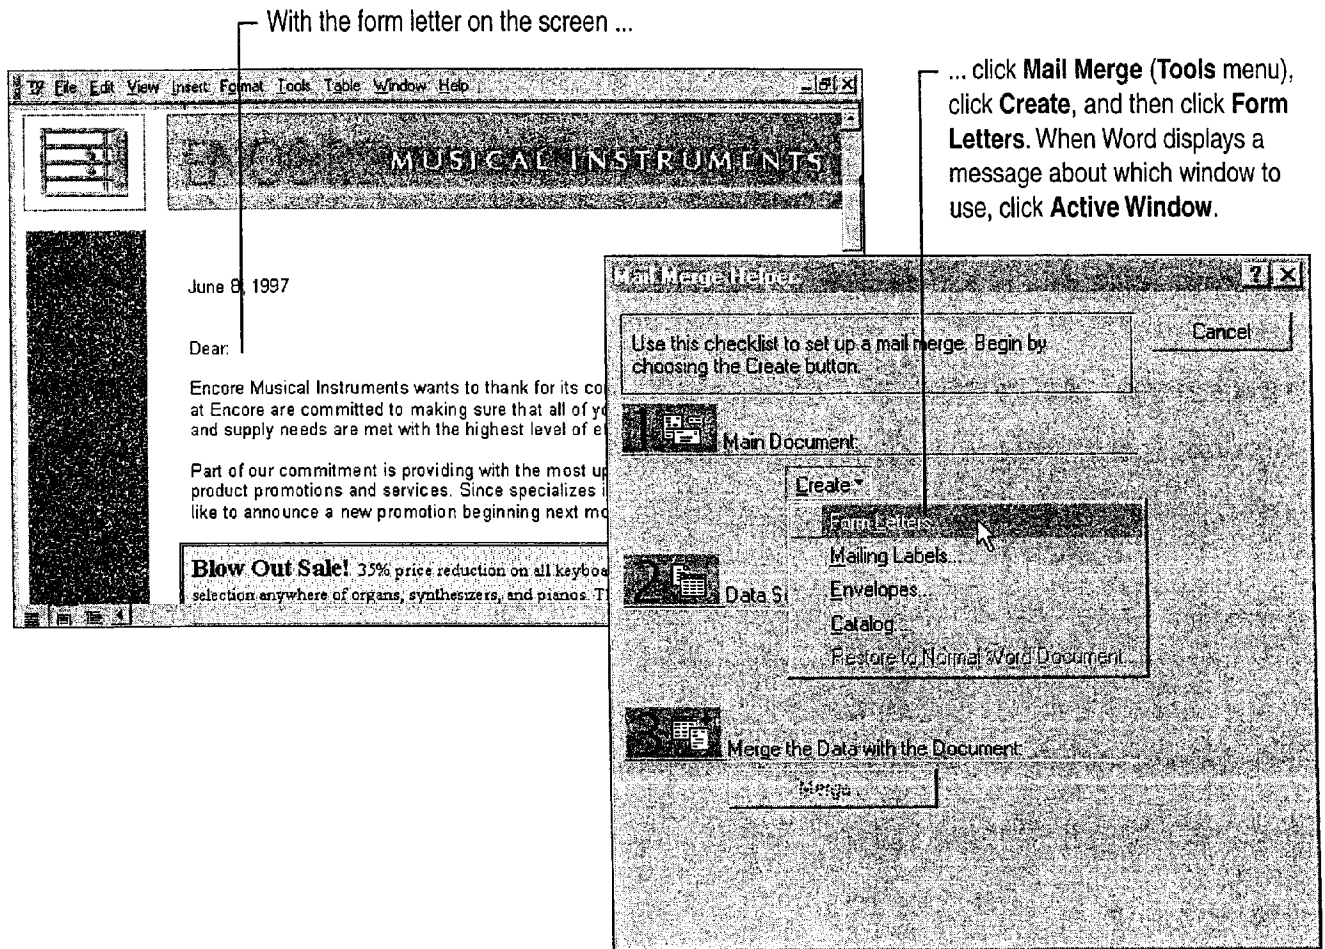 With the form letter on the screen ...
... click Mail Merge (Tools menu),
click Create, and then click Form
Letters. When Word displays a
message about which window to
use, click Active Window.
File Edit View Insert Format Tools Table Window Help
MUSICAL INSTRUMENTS
June 8, 1997
Dear:
Encore Musical Instruments wants to thank for its co
at Encore are committed to making sure that all of yo
and supply needs are met with the highest level of ef
Part of our commitment is providing with the most up
product promotions and services. Since specializes i
like to announce a new promotion beginning next mo
Blow Out Sale! 35% price reduction on all keyboa
selection anywhere of organs, synthesizers, and pianos. Th
Mail Merge Helper
Cancel
Use this checklist to set up a mail merge. Begin by
choosing the Create button.
1 Main Document:
Create
Form Letters...
Mailing Labels...
Envelopes...
Catalog...
Restore to Normal Word Document...
2 Data S
3 Merge the Data with the Document:
Merge...